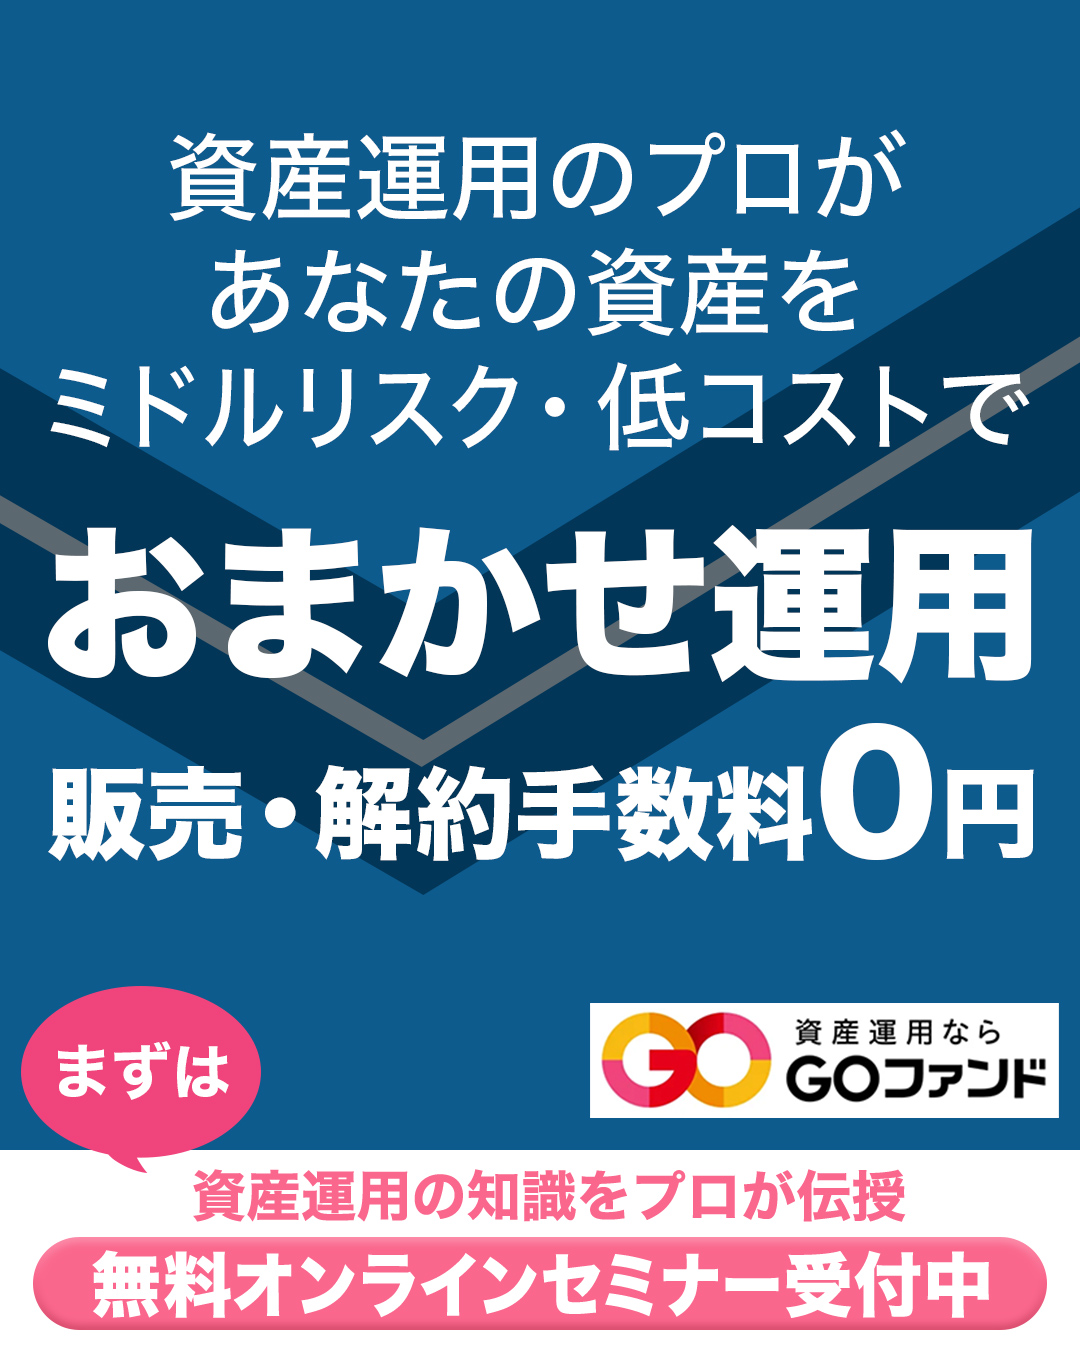 資産運用のプロが
あなたの資産を
ミドルリスク・低コストで
おまかせ運用
販売・解約手数料0円
まずは
GO
資産運用なら
GOファンド
資産運用の知識をプロが伝授
無料オンラインセミナー受付中